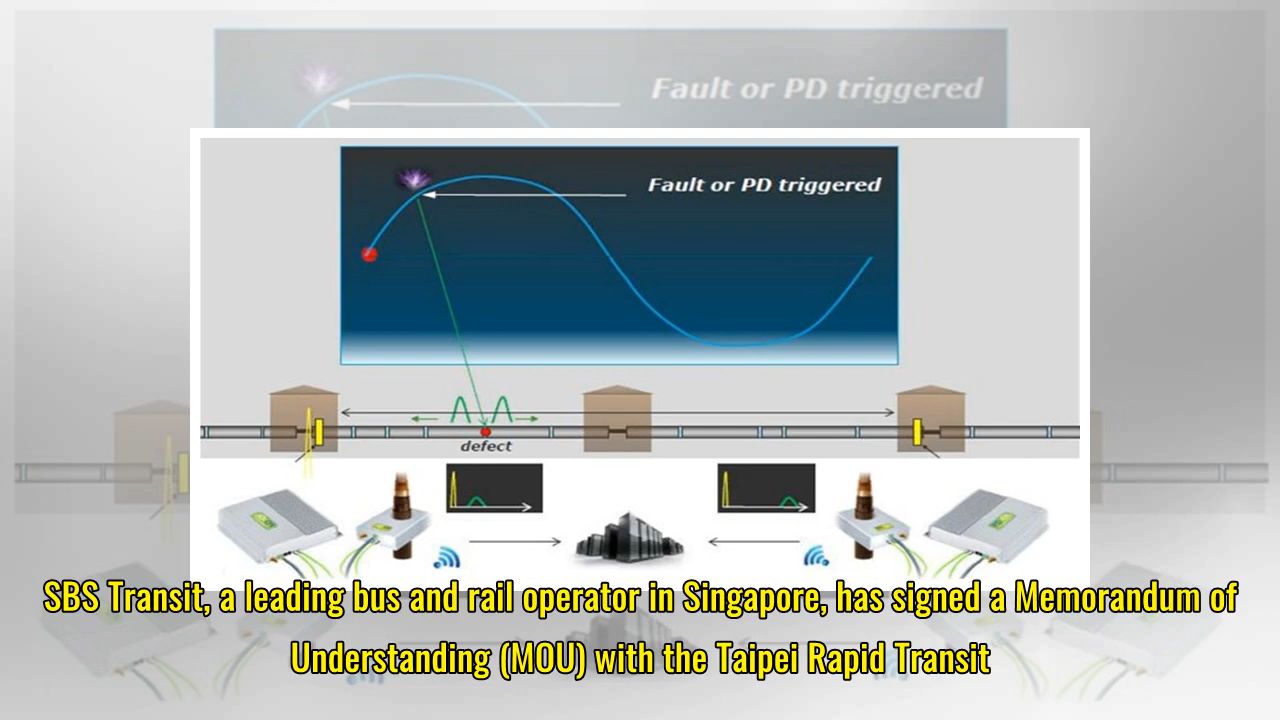 Fault or PD triggered
Fault or PD triggered
defect
SBS Transit, a leading bus and rail operator in Singapore, has signed a Memorandum of
Understanding (MOU) with the Taipei Rapid Transit